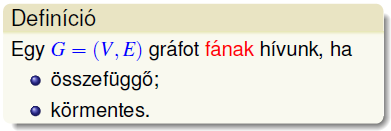 Definíció
Egy G = (V, E) gráfot fának hívunk, ha
összefüggő;
körmentes.